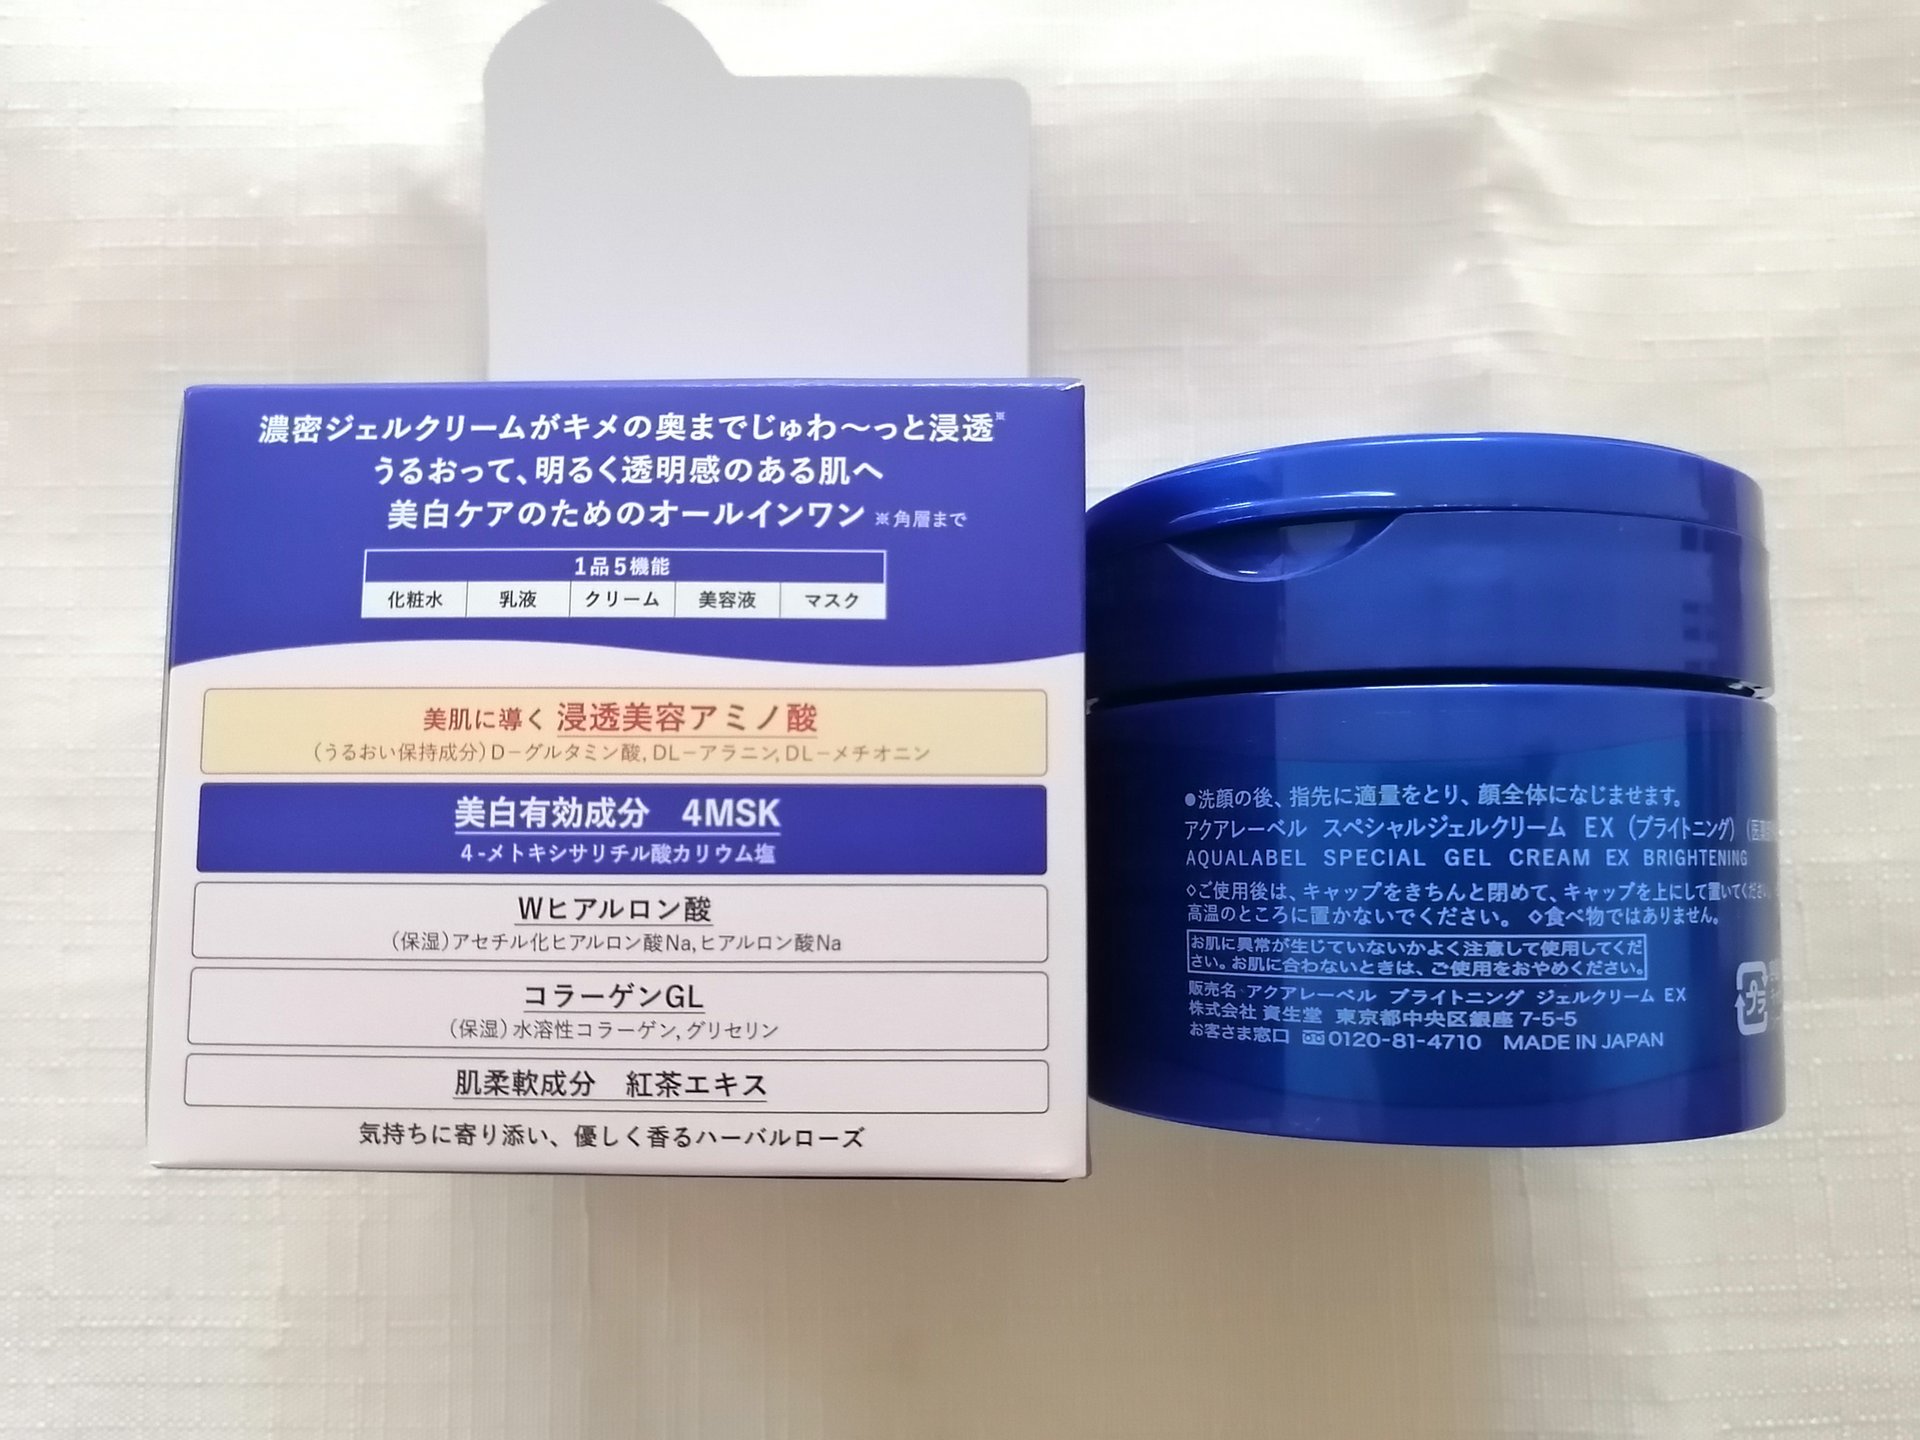 濃密ジェルクリームがキメの奥までじゅわ〜っと浸透※
うるおって、明るく透明感のある肌へ
美白ケアのためのオールインワン ※角層まで
1品5機能
化粧水 乳液 クリーム 美容液 マスク
美肌に導く 浸透美容アミノ酸
(うるおい保持成分)D−グルタミン酸, DL−アラニン, DL−メチオニン
美白有効成分 4MSK
4-メトキシサリチル酸カリウム塩
Wヒアルロン酸
(保湿)アセチル化ヒアルロン酸Na,ヒアルロン酸Na
コラーゲンGL
(保湿)水溶性コラーゲン,グリセリン
肌柔軟成分 紅茶エキス
気持ちに寄り添い、優しく香るハーバルローズ
●洗顔の後、指先に適量をとり、顔全体になじませます。
アクアレーベル スペシャルジェルクリーム EX (ブライトニング)
AQUALABEL SPECIAL GEL CREAM EX BRIGHTENING
◇ご使用後は、キャップをきちんと閉めて、キャップを上にして置いてください。
高温のところに置かないでください。 ◇食べ物ではありません。
お肌に異常が生じていないかよく注意して使用してくだ
さい。お肌に合わないときは、ご使用をおやめください。
販売名 アクアレーベル ブライトニング ジェルクリーム EX
株式会社 資生堂 東京都中央区銀座 7-5-5
お客さま窓口 0120-81-4710 MADE IN JAPAN
プラ